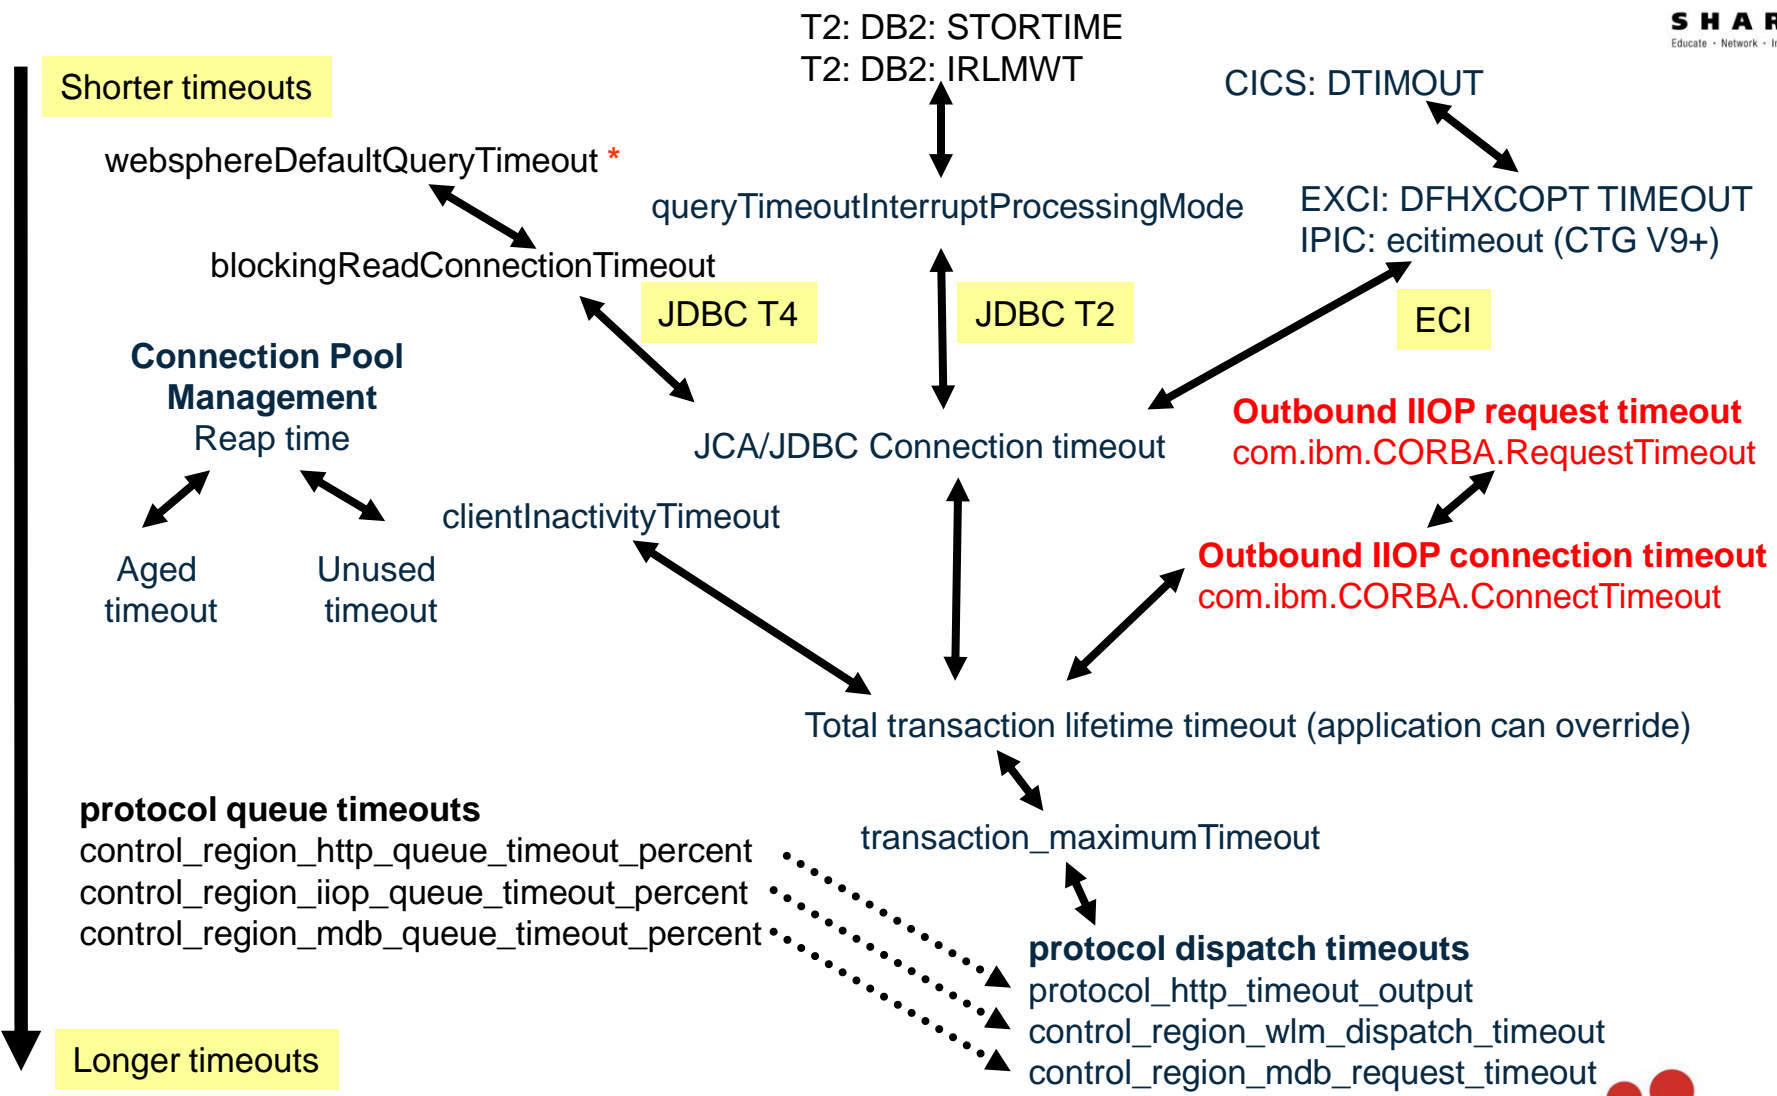 T2: DB2: STORTIME
T2: DB2: IRLMWT
SHAR
Educate · Network · In
Shorter timeouts
CICS: DTIMOUT
websphereDefaultQueryTimeout *
queryTimeoutInterruptProcessingMode
EXCI: DFHXCOPT TIMEOUT
IPIC: ecitimeout (CTG V9+)
blockingReadConnectionTimeout
JDBC T4
JDBC T2
ECI
Connection Pool
Management
Reap time
Outbound IIOP request timeout
com.ibm.CORBA.RequestTimeout
JCA/JDBC Connection timeout
clientInactivityTimeout
Aged
timeout
Unused
timeout
Outbound IIOP connection timeout
com.ibm.CORBA.ConnectTimeout
Total transaction lifetime timeout (application can override)
protocol queue timeouts
control_region_http_queue_timeout_percent
control_region_iiop_queue_timeout_percent
control_region_mdb_queue_timeout_percent
transaction_maximumTimeout
protocol dispatch timeouts
protocol_http_timeout_output
control_region_wlm_dispatch_timeout
control_region_mdb_request_timeout
Longer timeouts